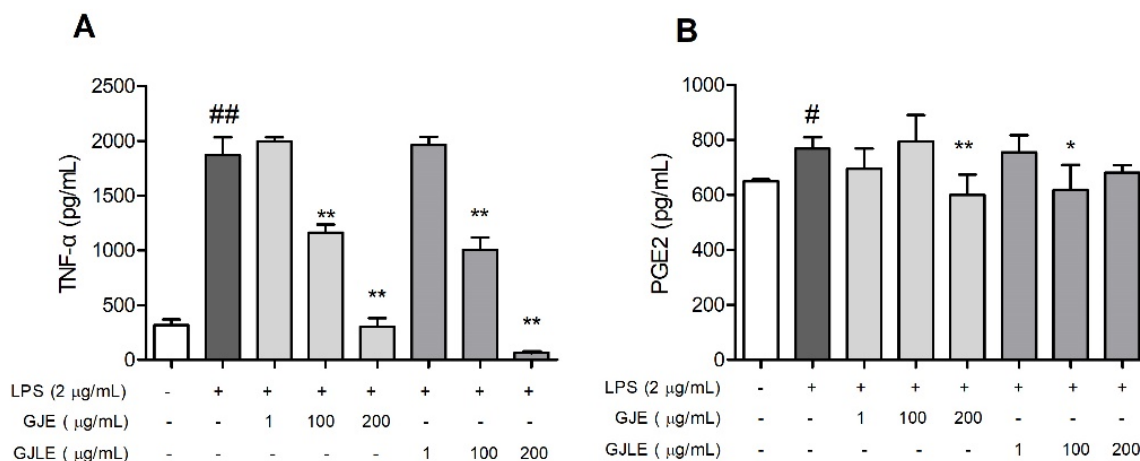 A
TNF-α (pg/mL)
2500
2000
1500
1000
500
0
##
**
**
**
**
LPS (2 μg/mL) - + + + + + + +
GJE ( μg/mL) - - 1 100 200 - - -
GJLE ( μg/mL) - - - - - 1 100 200
B
PGE2 (pg/mL)
1000
800
600
400
200
0
#
**
*
LPS (2 μg/mL) - + + + + + + +
GJE ( μg/mL) - - 1 100 200 - - -
GJLE ( μg/mL) - - - - - 1 100 200